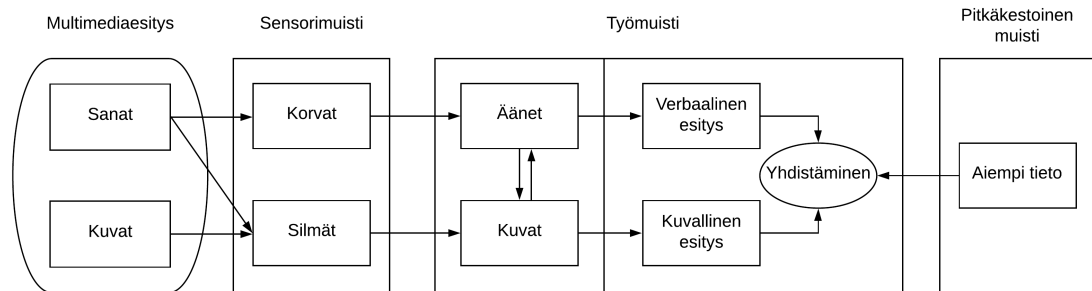 Multimediaesitys
Sensorimuisti
Työmuisti
Pitkäkestoinen
muisti
Sanat
Korvat
Äänet
Verbaalinen
esitys
Yhdistäminen
Aiempi tieto
Kuvat
Silmät
Kuvat
Kuvallinen
esitys